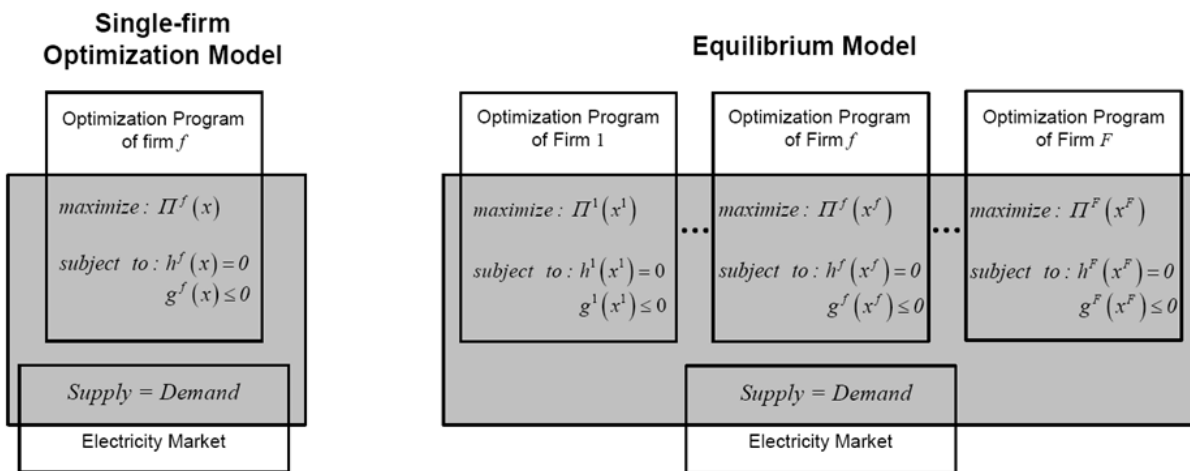 Single-firm
Optimization Model
Optimization Program
of firm f
maximize : Π^f (x)
subject to : h^f (x) = 0
g^f (x) ≤ 0
Supply = Demand
Electricity Market
Equilibrium Model
Optimization Program
of Firm 1
maximize : Π^1 (x^1)
subject to : h^1 (x^1) = 0
g^1 (x^1) ≤ 0
...
Optimization Program
of Firm f
maximize : Π^f (x^f)
subject to : h^f (x^f) = 0
g^f (x^f) ≤ 0
...
Optimization Program
of Firm F
maximize : Π^F (x^F)
subject to : h^F (x^F) = 0
g^F (x^F) ≤ 0
Supply = Demand
Electricity Market